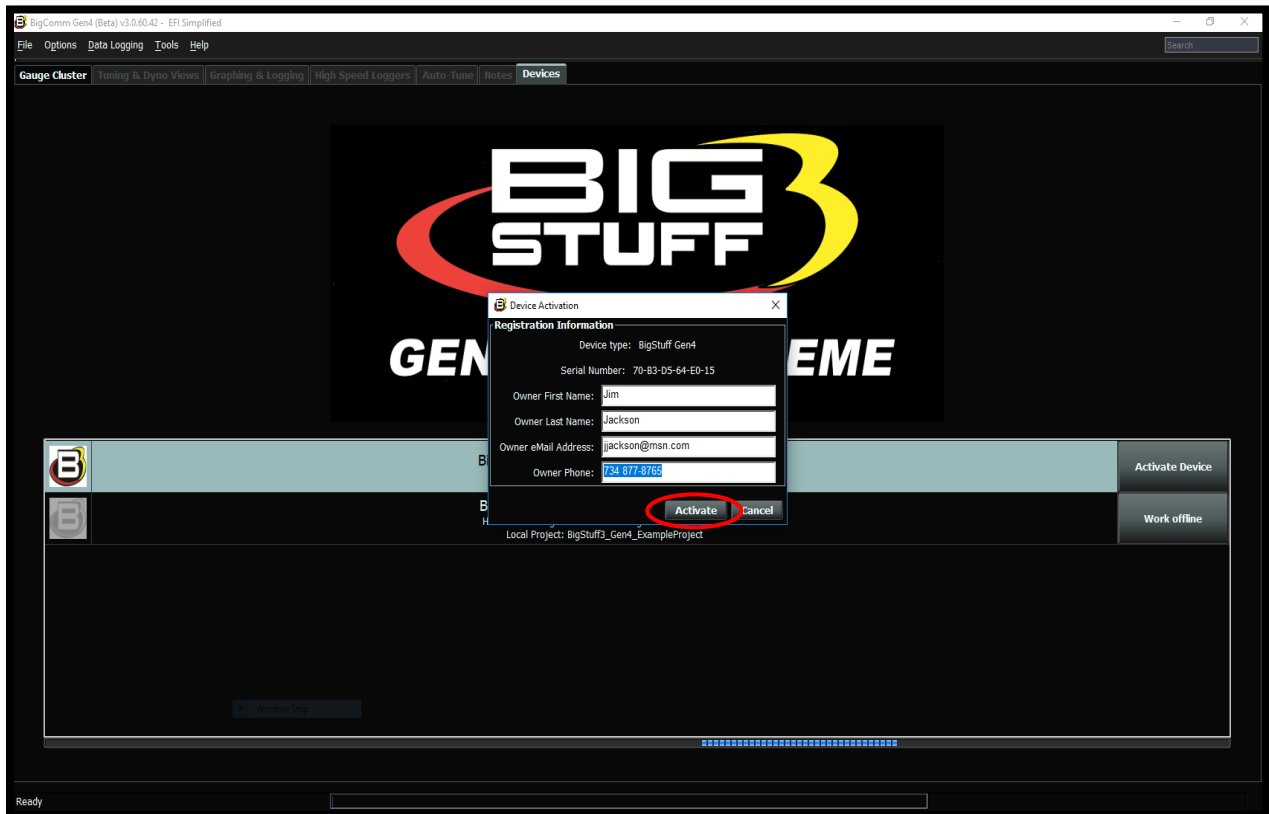 BigComm Gen4 (Beta) v3.0.60.42 - EFI Simplified
File Options Data Logging Tools Help
Search
Gauge Cluster Tuning & Dyno Views Graphing & Logging High Speed Loggers Auto-Tune Notes Devices
BIG 3
STUFF
GEN EME
Device Activation
Registration Information
Device type: BigStuff Gen4
Serial Number: 70-B3-D5-64-E0-15
Owner First Name: Jim
Owner Last Name: Jackson
Owner eMail Address: jjackson@msn.com
Owner Phone: 734 877-8765
Activate Cancel
B
Activate Device
B
H
Local Project: BigStuff3_Gen4_ExampleProject
Work offline
Window Snip
Ready